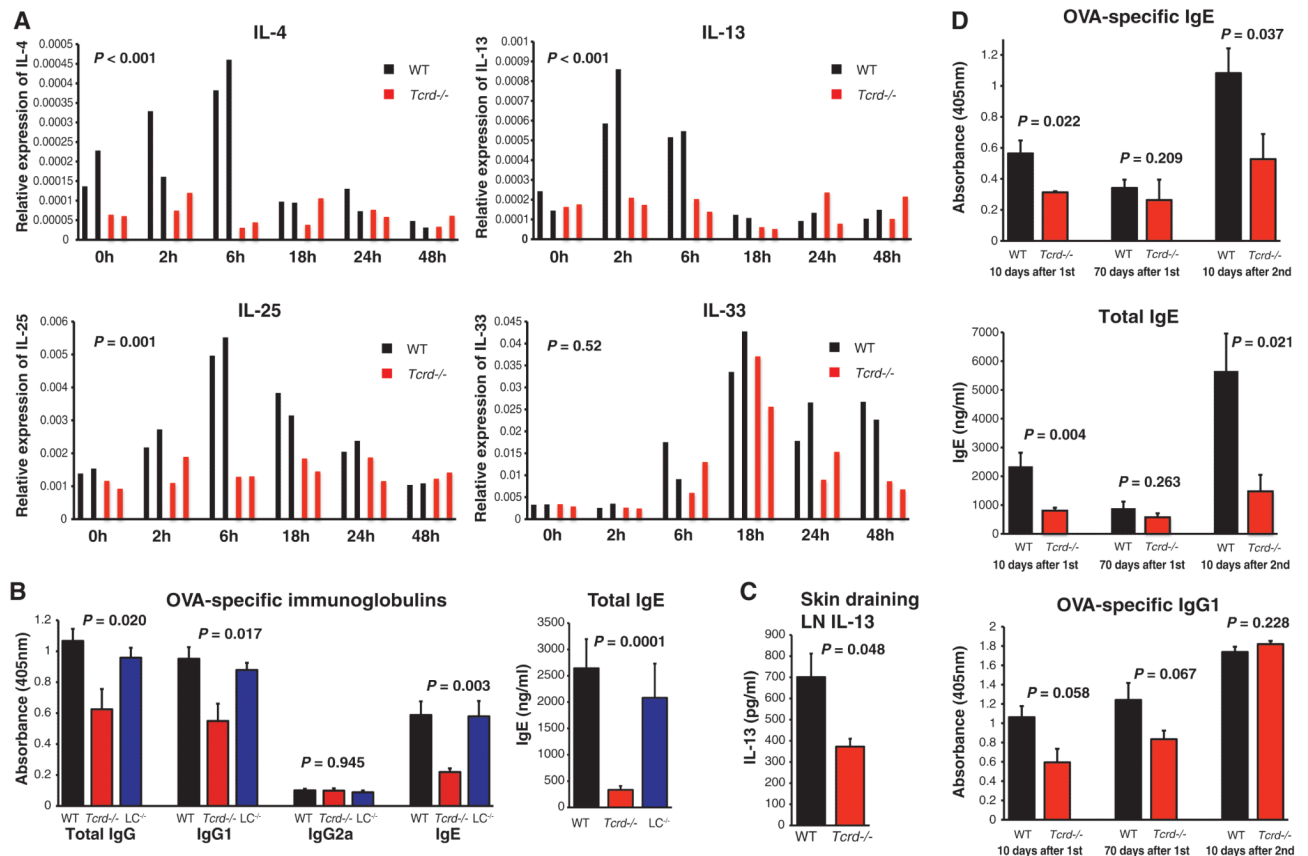 A
IL-4
Relative expression of IL-4
0.0005
0.00045
0.0004
0.00035
0.0003
0.00025
0.0002
0.00015
0.0001
0.00005
0
P < 0.001
WT
Tcrd-/-
0h 2h 6h 18h 24h 48h
IL-13
Relative expression of IL-13
0.001
0.0009
0.0008
0.0007
0.0006
0.0005
0.0004
0.0003
0.0002
0.0001
0
P < 0.001
WT
Tcrd-/-
0h 2h 6h 18h 24h 48h
IL-25
Relative expression of IL-25
0.006
0.005
0.004
0.003
0.002
0.001
0
P = 0.001
WT
Tcrd-/-
0h 2h 6h 18h 24h 48h
IL-33
Relative expression of IL-33
0.045
0.04
0.035
0.03
0.025
0.02
0.015
0.01
0.005
0
P = 0.52
WT
Tcrd-/-
0h 2h 6h 18h 24h 48h
B
OVA-specific immunoglobulins
Absorbance (405nm)
1.2
1
0.8
0.6
0.4
0.2
0
P = 0.020
P = 0.017
P = 0.945
P = 0.003
WT Tcrd-/- LC-/- WT Tcrd-/- LC-/- WT Tcrd-/- LC-/- WT Tcrd-/- LC-/-
Total IgG IgG1 IgG2a IgE
Total IgE
IgE (ng/ml)
3500
3000
2500
2000
1500
1000
500
0
P = 0.0001
WT Tcrd-/- LC-/-
C
Skin draining
LN IL-13
IL-13 (pg/ml)
900
800
700
600
500
400
300
200
100
0
P = 0.048
WT Tcrd-/-
D
OVA-specific IgE
Absorbance (405nm)
1.2
1
0.8
0.6
0.4
0.2
0
P = 0.022
P = 0.209
P = 0.037
WT Tcrd-/- WT Tcrd-/- WT Tcrd-/-
10 days after 1st 70 days after 1st 10 days after 2nd
Total IgE
IgE (ng/ml)
7000
6000
5000
4000
3000
2000
1000
0
P = 0.004
P = 0.263
P = 0.021
WT Tcrd-/- WT Tcrd-/- WT Tcrd-/-
10 days after 1st 70 days after 1st 10 days after 2nd
OVA-specific IgG1
Absorbance (405nm)
2
1.8
1.6
1.4
1.2
1
0.8
0.6
0.4
0.2
0
P = 0.058
P = 0.067
P = 0.228
WT Tcrd-/- WT Tcrd-/- WT Tcrd-/-
10 days after 1st 70 days after 1st 10 days after 2nd